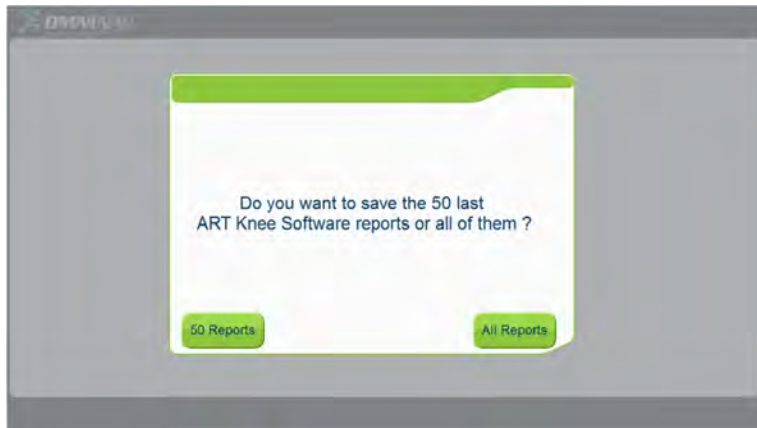 Do you want to save the 50 last
ART Knee Software reports or all of them ?
50 Reports
All Reports